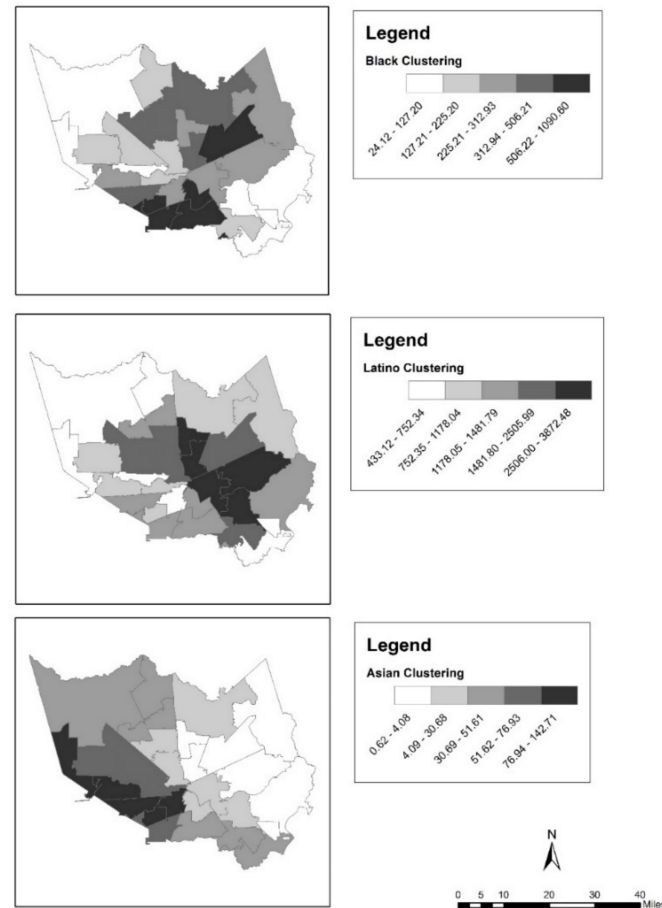 Legend
Black Clustering
24.12 - 127.20
127.21 - 225.20
225.21 - 312.93
312.94 - 506.21
506.22 - 1090.60
Legend
Latino Clustering
433.12 - 752.34
752.35 - 1178.04
1178.05 - 1481.79
1481.80 - 2505.99
2506.00 - 3872.48
Legend
Asian Clustering
0.62 - 4.08
4.09 - 30.68
30.69 - 51.61
51.62 - 76.93
76.94 - 142.71
N
0 5 10 20 30 40
Miles